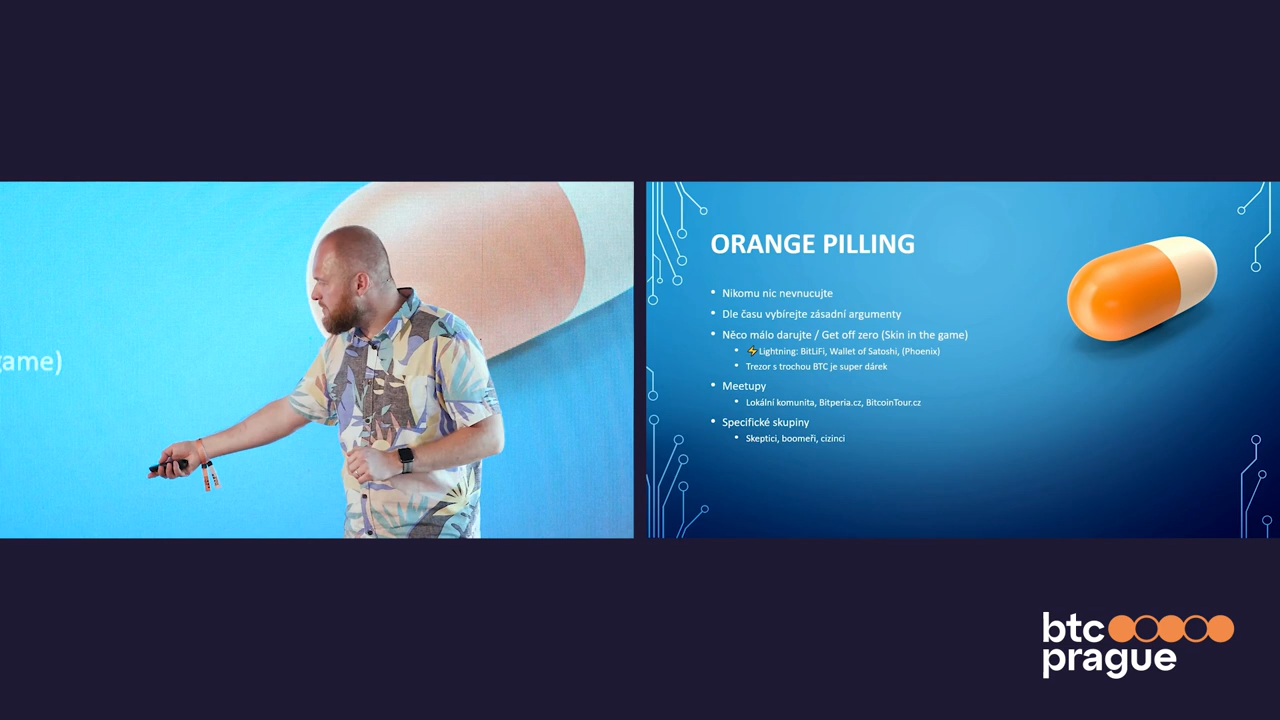 game)
ORANGE PILLING
Nikomu nic nevnucujte
Dle času vybírejte zásadní argumenty
Něco málo darujte / Get off zero (Skin in the game)
⚡Lightning: BitLiFi, Wallet of Satoshi, (Phoenix)
Trezor s trochou BTC je super dárek
Meetupy
Lokální komunita, Bitperia.cz, BitcoinTour.cz
Specifické skupiny
Skeptici, boomeři, cizinci
btc
prague